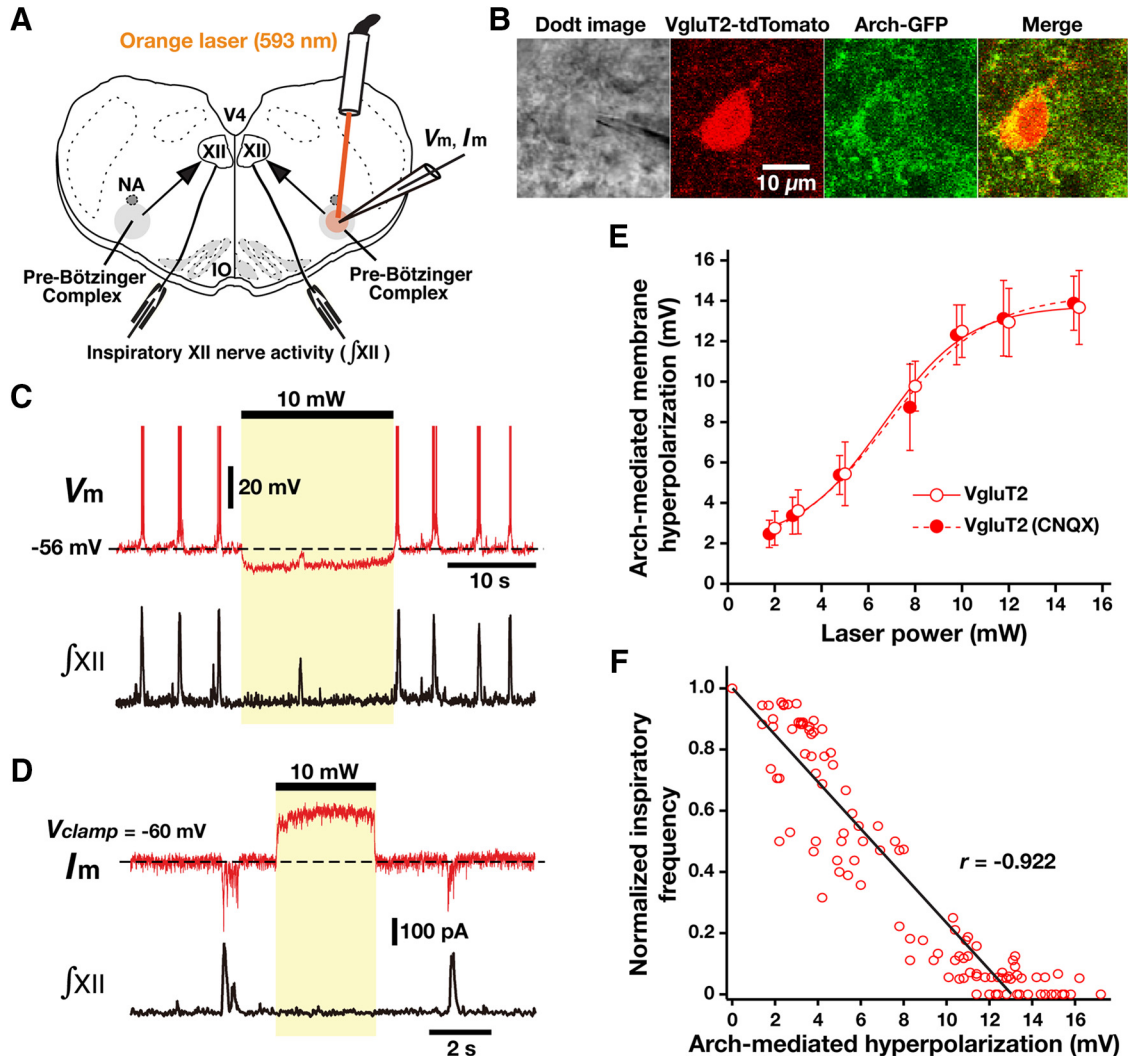 A
Orange laser (593 nm)
V4
XII
XII
Vm, Im
NA
IO
Pre-Bötzinger
Complex
Pre-Bötzinger
Complex
Inspiratory XII nerve activity (∫XII )
B
Dodt image
VgluT2-tdTomato
Arch-GFP
Merge
10 µm
C
10 mW
Vm
20 mV
-56 mV
10 s
∫XII
D
10 mW
Vclamp = -60 mV
Im
100 pA
∫XII
2 s
E
Arch-mediated membrane
hyperpolarization (mV)
16
14
12
10
8
6
4
2
0
VgluT2
VgluT2 (CNQX)
0 2 4 6 8 10 12 14 16
Laser power (mW)
F
Normalized inspiratory
frequency
1.0
0.8
0.6
0.4
0.2
0
r = -0.922
0 2 4 6 8 10 12 14 16
Arch-mediated hyperpolarization (mV)